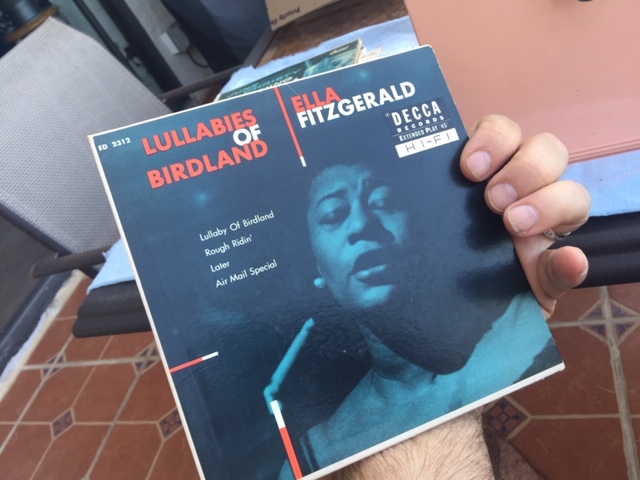 ED 2312
LULLABIES
OF
BIRDLAND
ELLA
FITZGERALD
DECCA
RECORDS
EXTENDED PLAY 45
HI-FI
Lullaby Of Birdland
Rough Ridin'
Later
Air Mail Special